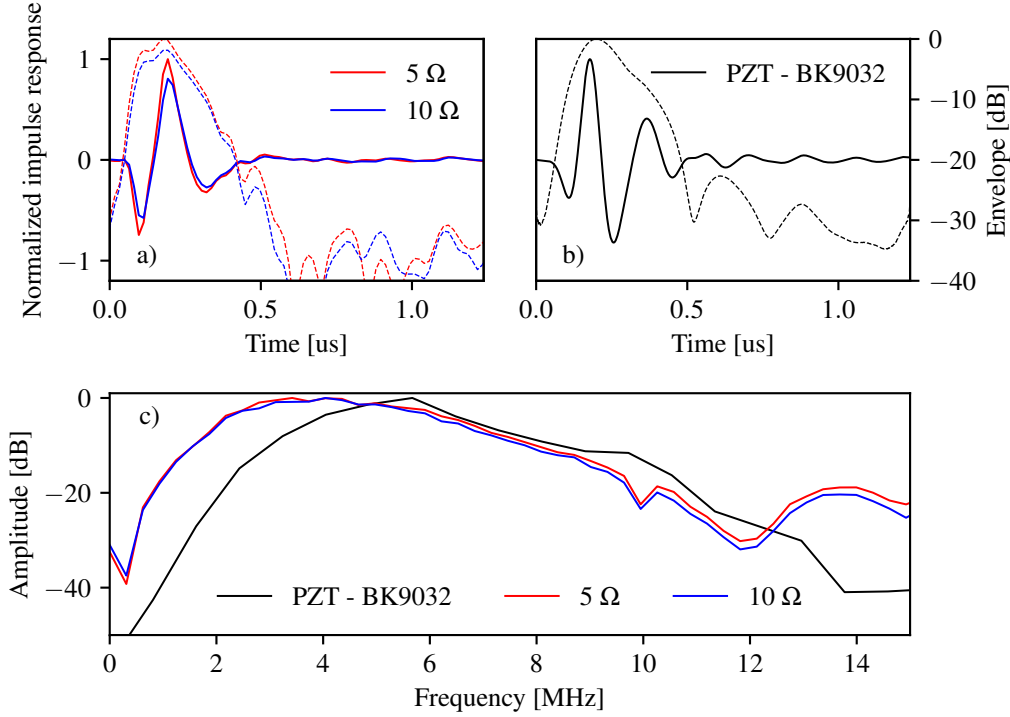 Normalized impulse response
1
0
−1
5 Ω
10 Ω
a)
0.0
0.5
1.0
Time [us]
PZT - BK9032
b)
0
−10
−20
−30
−40
Envelope [dB]
0.0
0.5
1.0
Time [us]
Amplitude [dB]
0
−20
−40
c)
PZT - BK9032
5 Ω
10 Ω
0
2
4
6
8
10
12
14
Frequency [MHz]